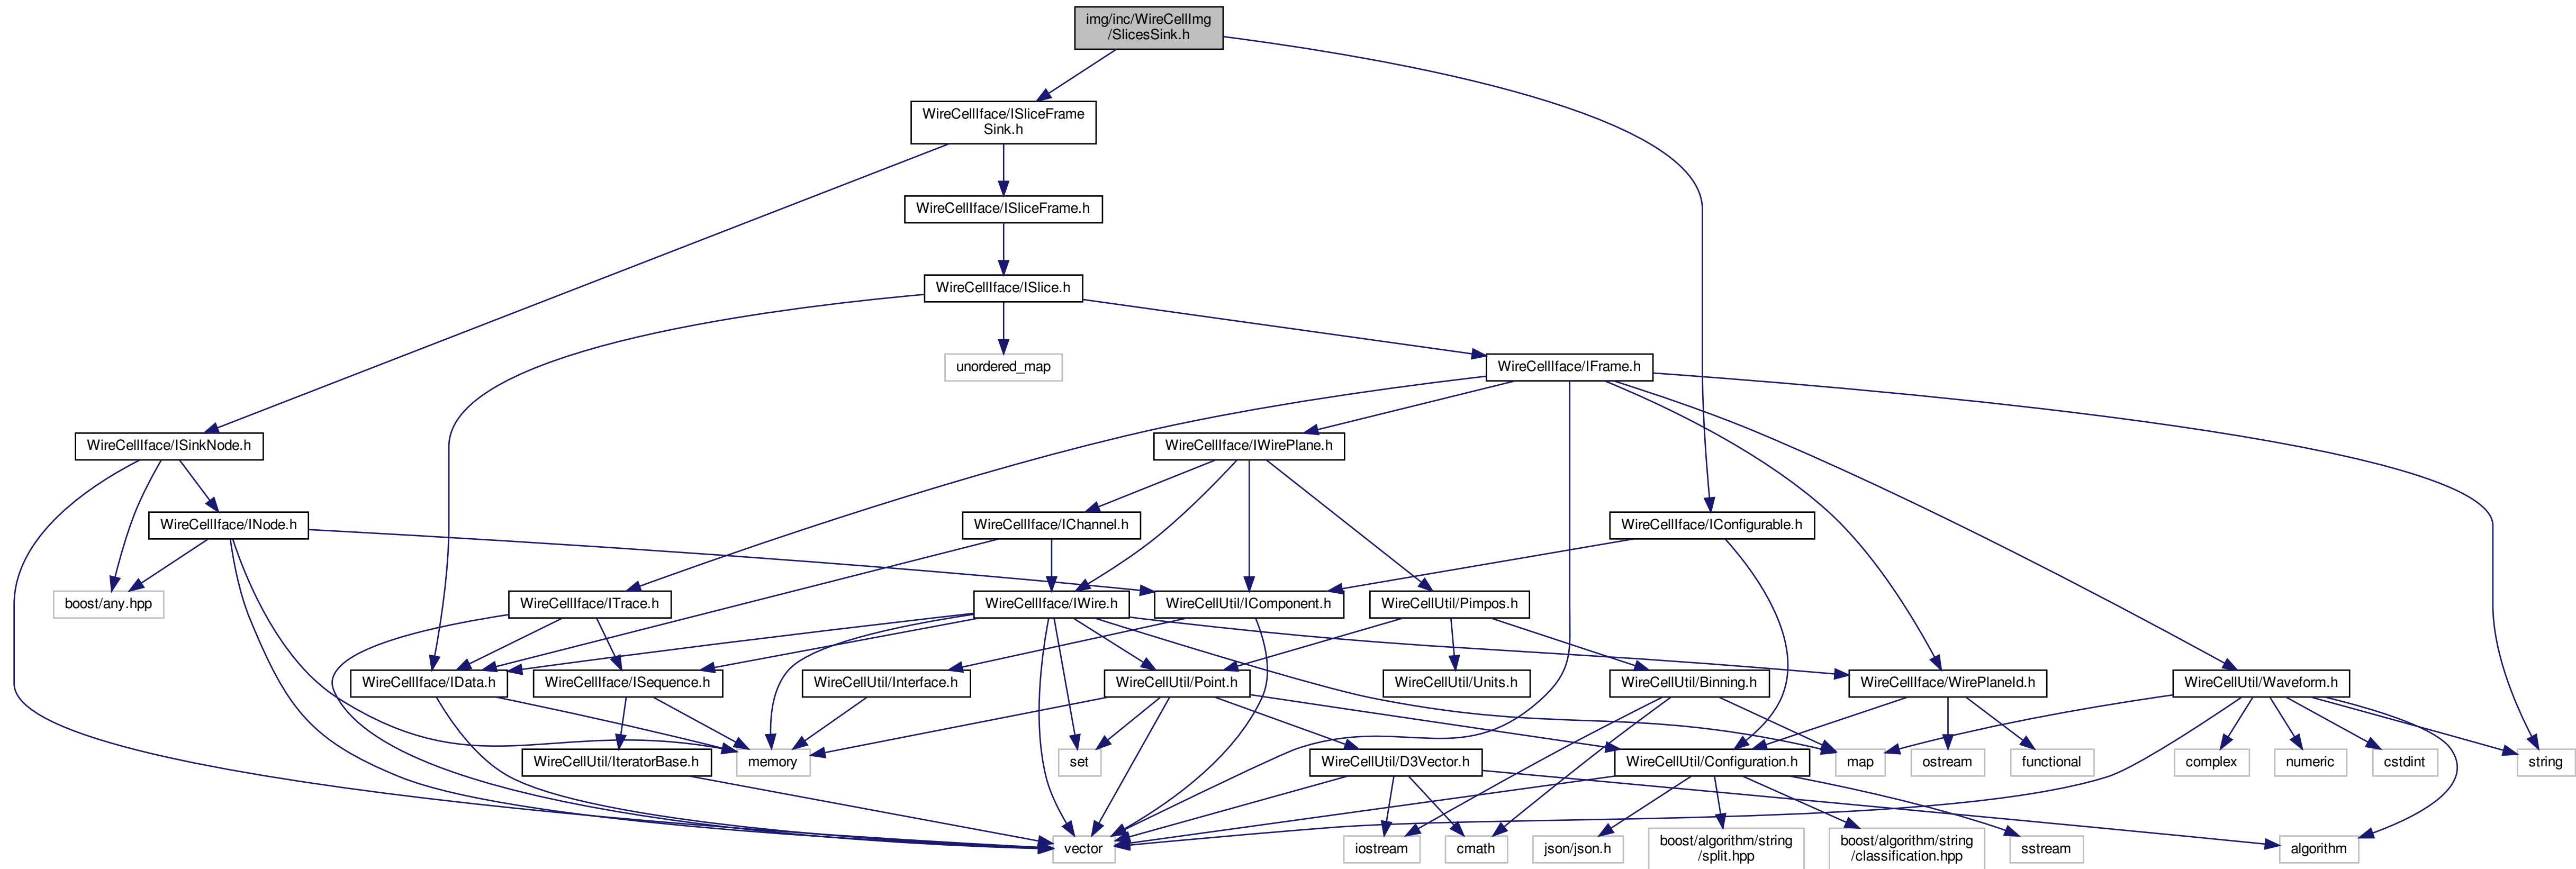 img/inc/WireCellImg
/SlicesSink.h
WireCellIface/ISliceFrame
Sink.h
WireCellIface/ISliceFrame.h
WireCellIface/ISlice.h
unordered_map
WireCellIface/IFrame.h
WireCellIface/ISinkNode.h
WireCellIface/IWirePlane.h
WireCellIface/INode.h
WireCellIface/IChannel.h
WireCellIface/IConfigurable.h
boost/any.hpp
WireCellIface/ITrace.h
WireCellIface/IWire.h
WireCellUtil/IComponent.h
WireCellUtil/Pimpos.h
WireCellIface/IData.h
WireCellIface/ISequence.h
WireCellUtil/Interface.h
WireCellUtil/Point.h
WireCellUtil/Units.h
WireCellUtil/Binning.h
WireCellIface/WirePlaneId.h
WireCellUtil/Waveform.h
WireCellUtil/IteratorBase.h
memory
set
WireCellUtil/D3Vector.h
WireCellUtil/Configuration.h
map
ostream
functional
complex
numeric
cstdint
string
vector
iostream
cmath
json/json.h
boost/algorithm/string
/split.hpp
boost/algorithm/string
/classification.hpp
sstream
algorithm